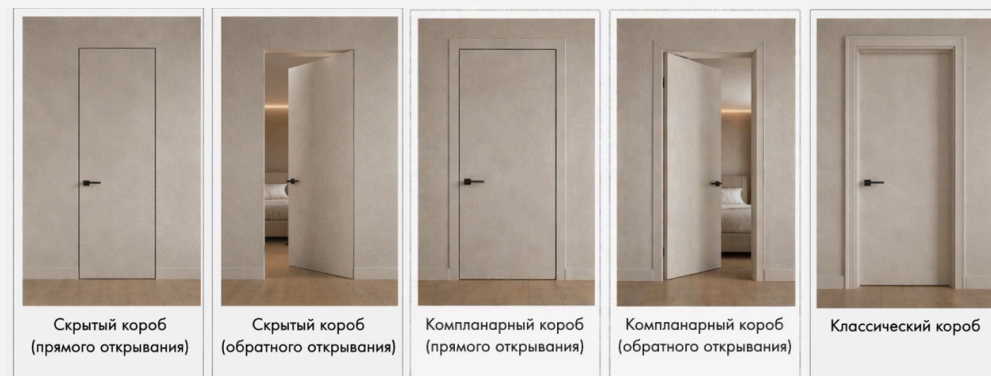 Скрытый короб
(прямого открывания)
Скрытый короб
(обратного открывания)
Компланарный короб
(прямого открывания)
Компланарный короб
(обратного открывания)
Классический короб